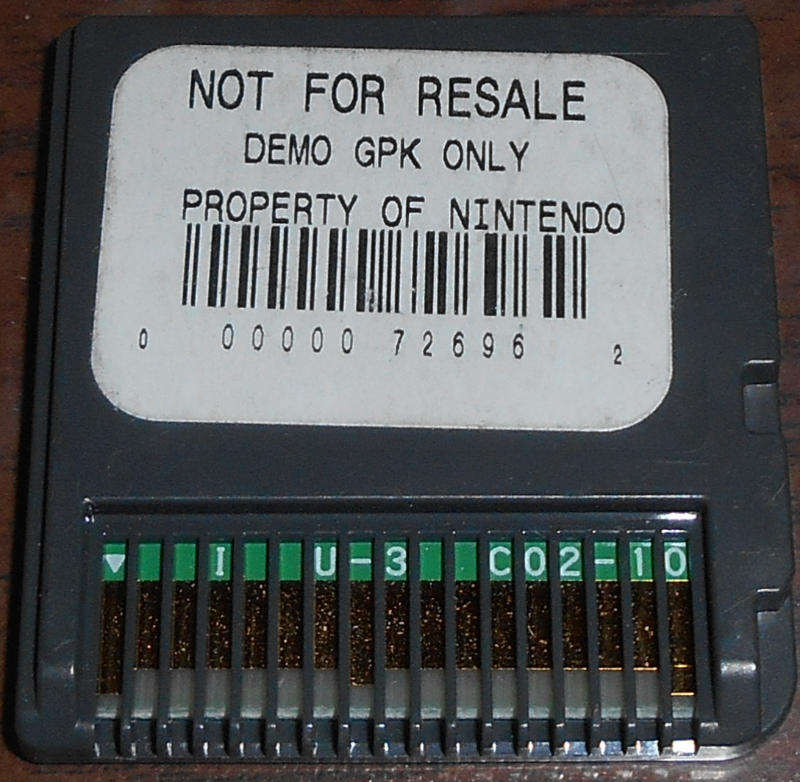 NOT FOR RESALE
DEMO GPK ONLY
PROPERTY OF NINTENDO
0 00000 72696 2
▼ I U-3 C02-10